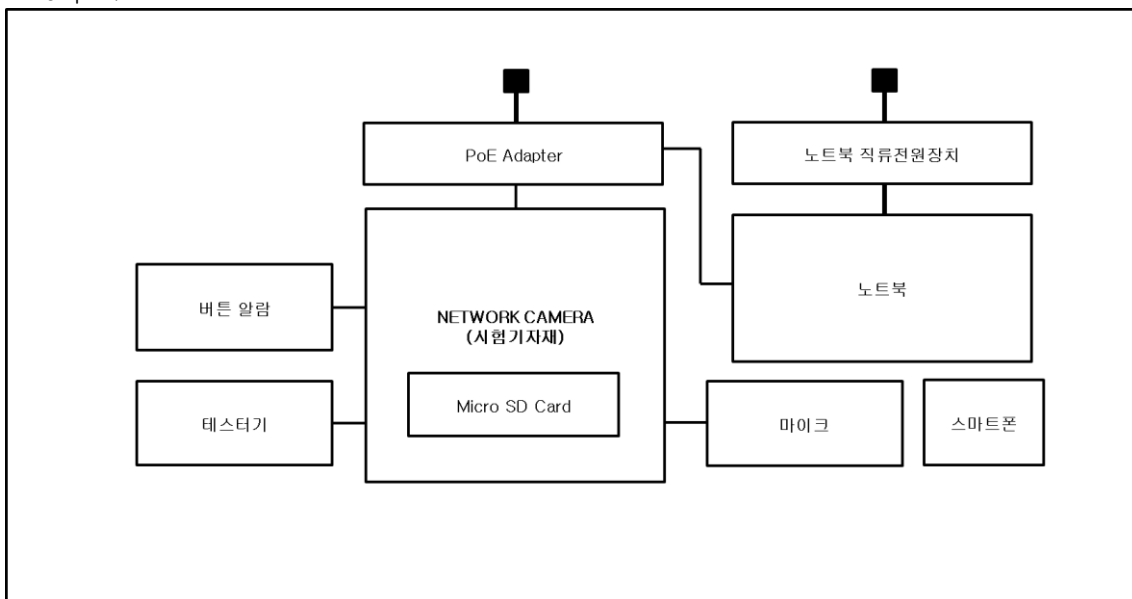 PoE Adapter
노트북 직류전원장치
버튼 알람
NETWORK CAMERA
(시험기자재)
노트북
테스터기
Micro SD Card
마이크
스마트폰